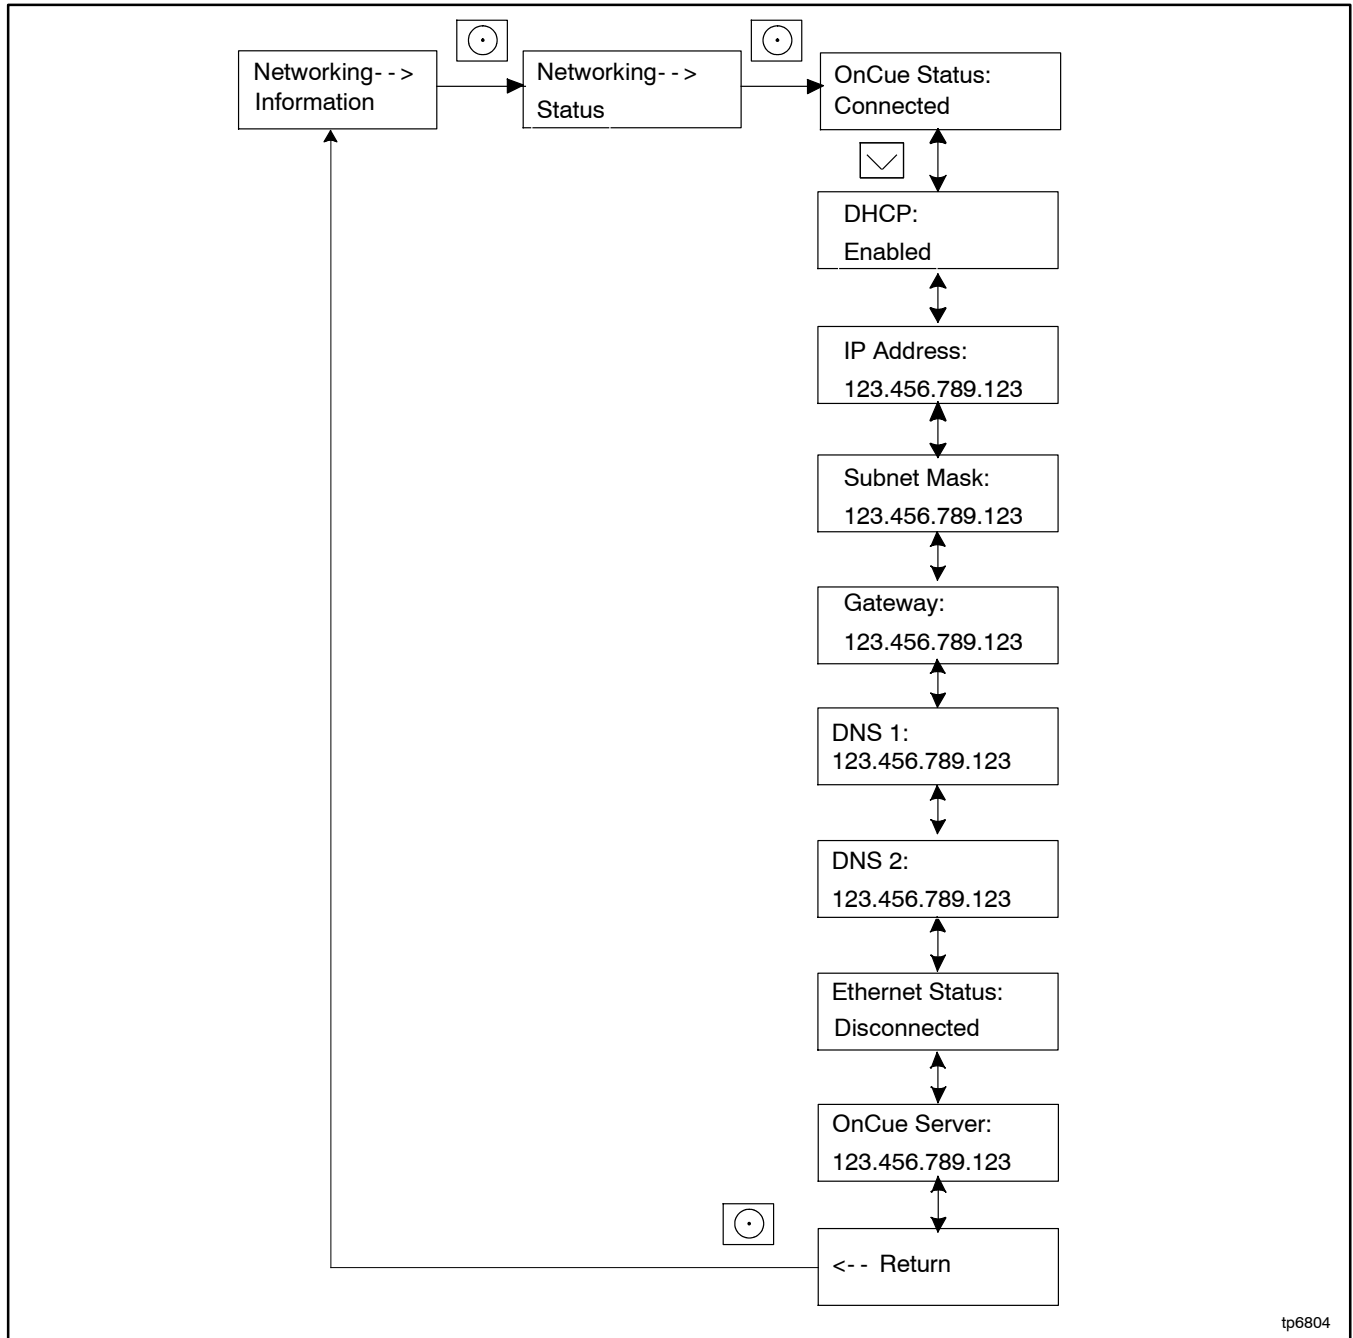 Networking- - >
Information
Networking- - >
Status
OnCue Status:
Connected
DHCP:
Enabled
IP Address:
123.456.789.123
Subnet Mask:
123.456.789.123
Gateway:
123.456.789.123
DNS 1:
123.456.789.123
DNS 2:
123.456.789.123
Ethernet Status:
Disconnected
OnCue Server:
123.456.789.123
<- - Return
tp6804